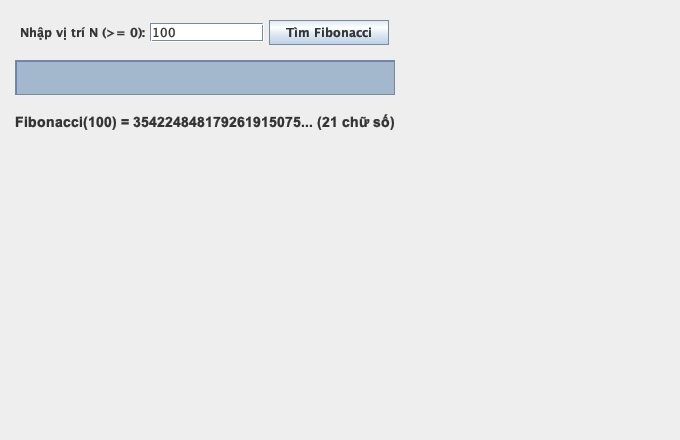 Nhập vị trí N (>= 0): 100 Tìm Fibonacci
Fibonacci(100) = 354224848179261915075... (21 chữ số)